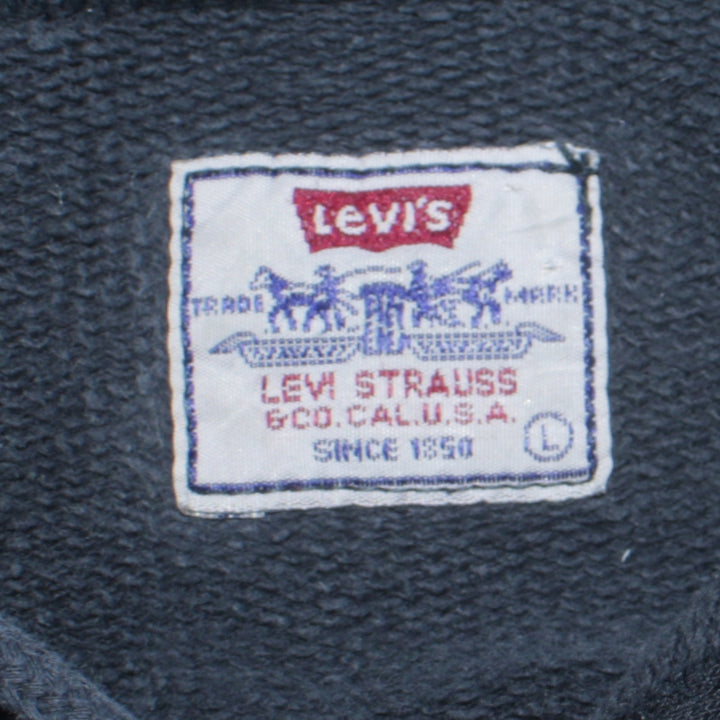 LEVI'S
TRADE MARK
LEVI STRAUSS
&CO.CAL.U.S.A.
SINCE 1850
L